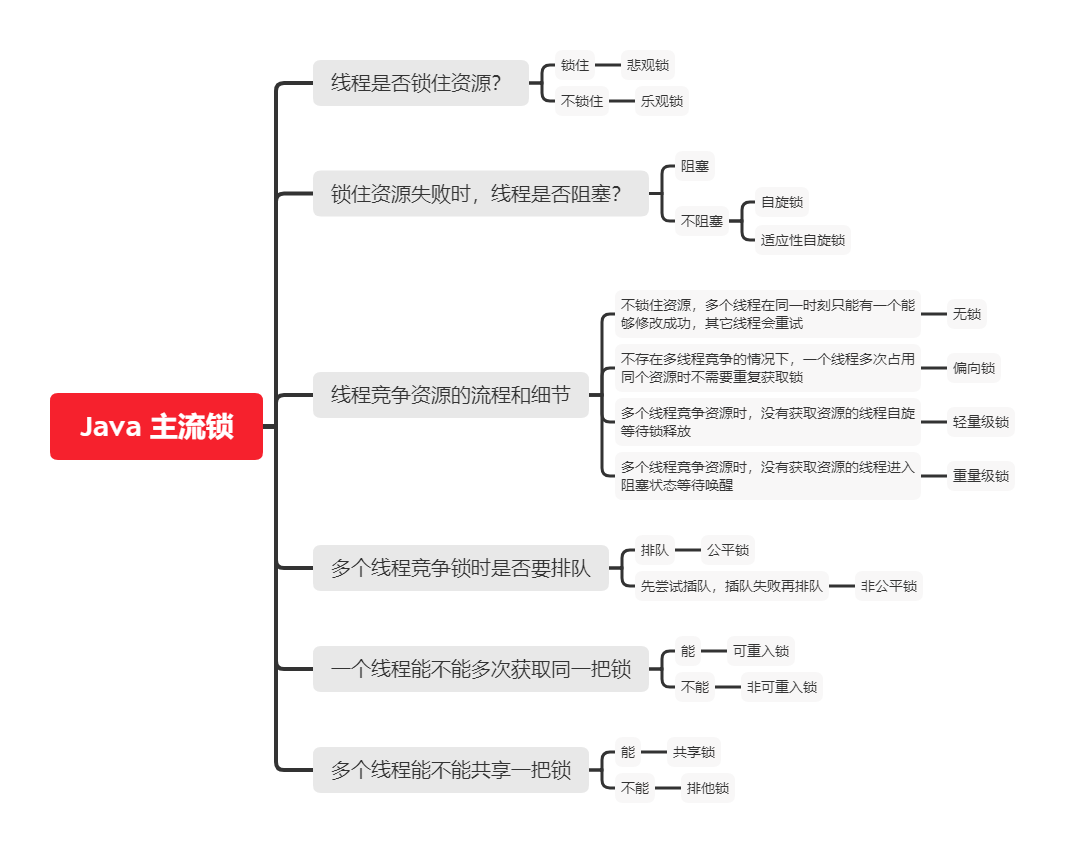 Java 主流锁
线程是否锁住资源？
锁住
悲观锁
不锁住
乐观锁
锁住资源失败时，线程是否阻塞？
阻塞
不阻塞
自旋锁
适应性自旋锁
线程竞争资源的流程和细节
不锁住资源，多个线程在同一时刻只能有一个能
够修改成功，其它线程会重试
无锁
不存在多线程竞争的情况下，一个线程多次占用
同个资源时不需要重复获取锁
偏向锁
多个线程竞争资源时，没有获取资源的线程自旋
等待锁释放
轻量级锁
多个线程竞争资源时，没有获取资源的线程进入
阻塞状态等待唤醒
重量级锁
多个线程竞争锁时是否要排队
排队
公平锁
先尝试插队，插队失败再排队
非公平锁
一个线程能不能多次获取同一把锁
能
可重入锁
不能
非可重入锁
多个线程能不能共享一把锁
能
共享锁
不能
排他锁